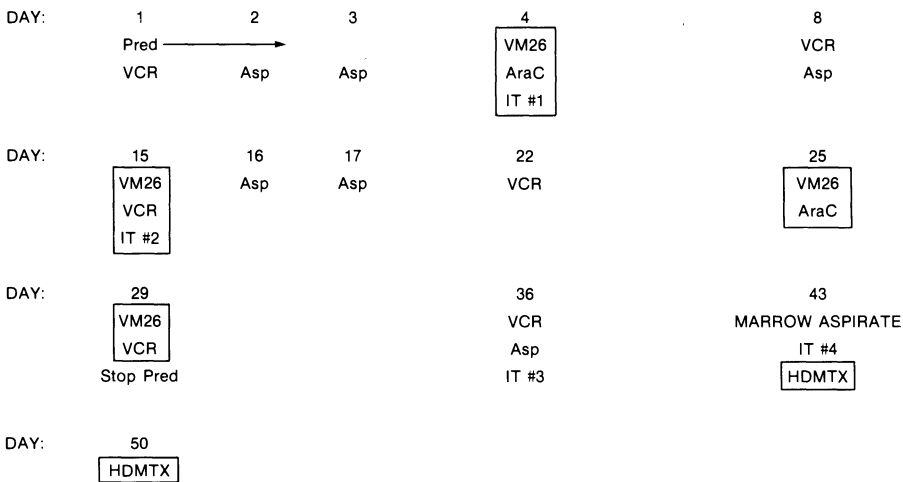 DAY: 1 2 3 4 8
Pred VM26 VCR
VCR Asp Asp AraC Asp
IT #1
DAY: 15 16 17 22 25
VM26 Asp Asp VCR VM26
VCR AraC
IT #2
DAY: 29 36 43
VM26 VCR MARROW ASPIRATE
VCR Asp IT #4
Stop Pred IT #3 HDMTX
DAY: 50
HDMTX